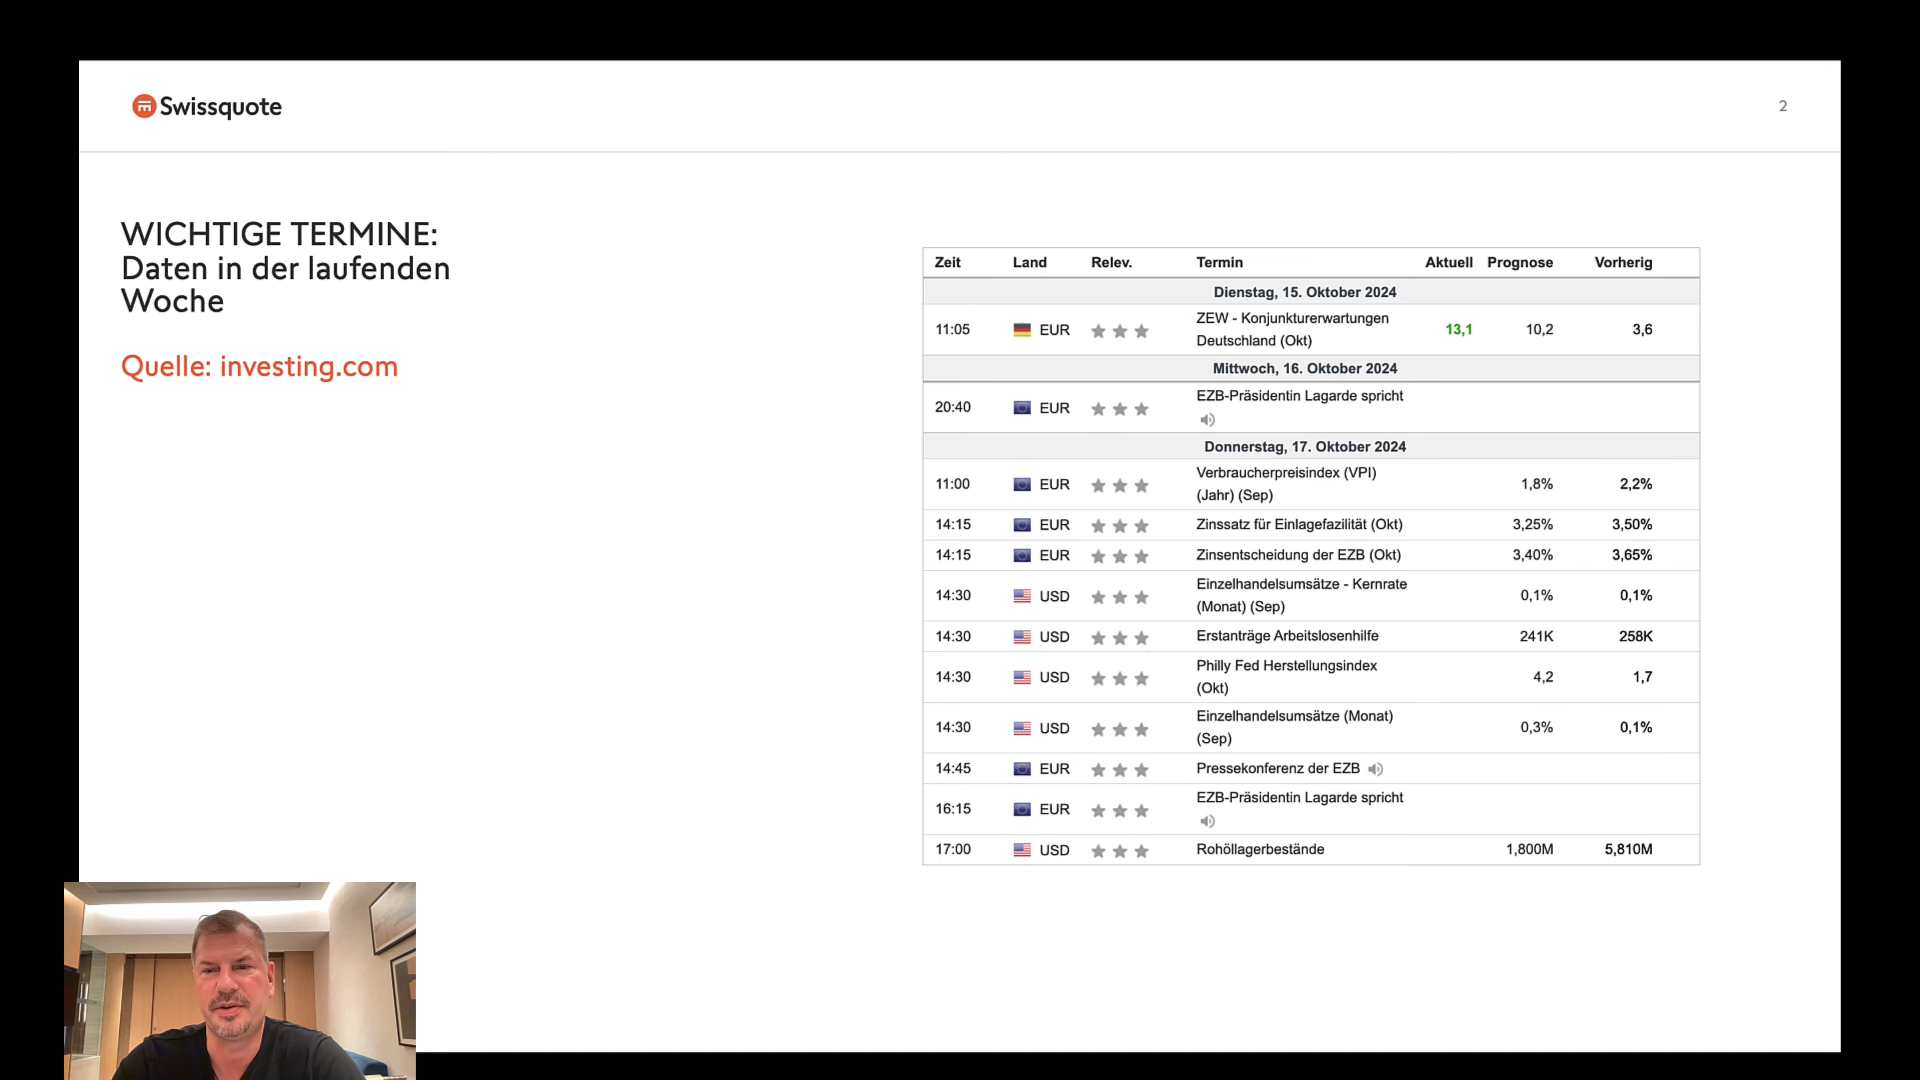 Swissquote
2
WICHTIGE TERMINE:
Daten in der laufenden
Woche
Quelle: investing.com
Zeit Land Relev. Termin Aktuell Prognose Vorherig
Dienstag, 15. Oktober 2024
11:05 EUR ZEW - Konjunkturerwartungen Deutschland (Okt) 13,1 10,2 3,6
Mittwoch, 16. Oktober 2024
20:40 EUR EZB-Präsidentin Lagarde spricht
Donnerstag, 17. Oktober 2024
11:00 EUR Verbraucherpreisindex (VPI) (Jahr) (Sep) 1,8% 2,2%
14:15 EUR Zinssatz für Einlagefazilität (Okt) 3,25% 3,50%
14:15 EUR Zinsentscheidung der EZB (Okt) 3,40% 3,65%
14:30 USD Einzelhandelsumsätze - Kernrate (Monat) (Sep) 0,1% 0,1%
14:30 USD Erstanträge Arbeitslosenhilfe 241K 258K
14:30 USD Philly Fed Herstellungsindex (Okt) 4,2 1,7
14:30 USD Einzelhandelsumsätze (Monat) (Sep) 0,3% 0,1%
14:45 EUR Pressekonferenz der EZB
16:15 EUR EZB-Präsidentin Lagarde spricht
17:00 USD Rohöllagerbestände 1,800M 5,810M